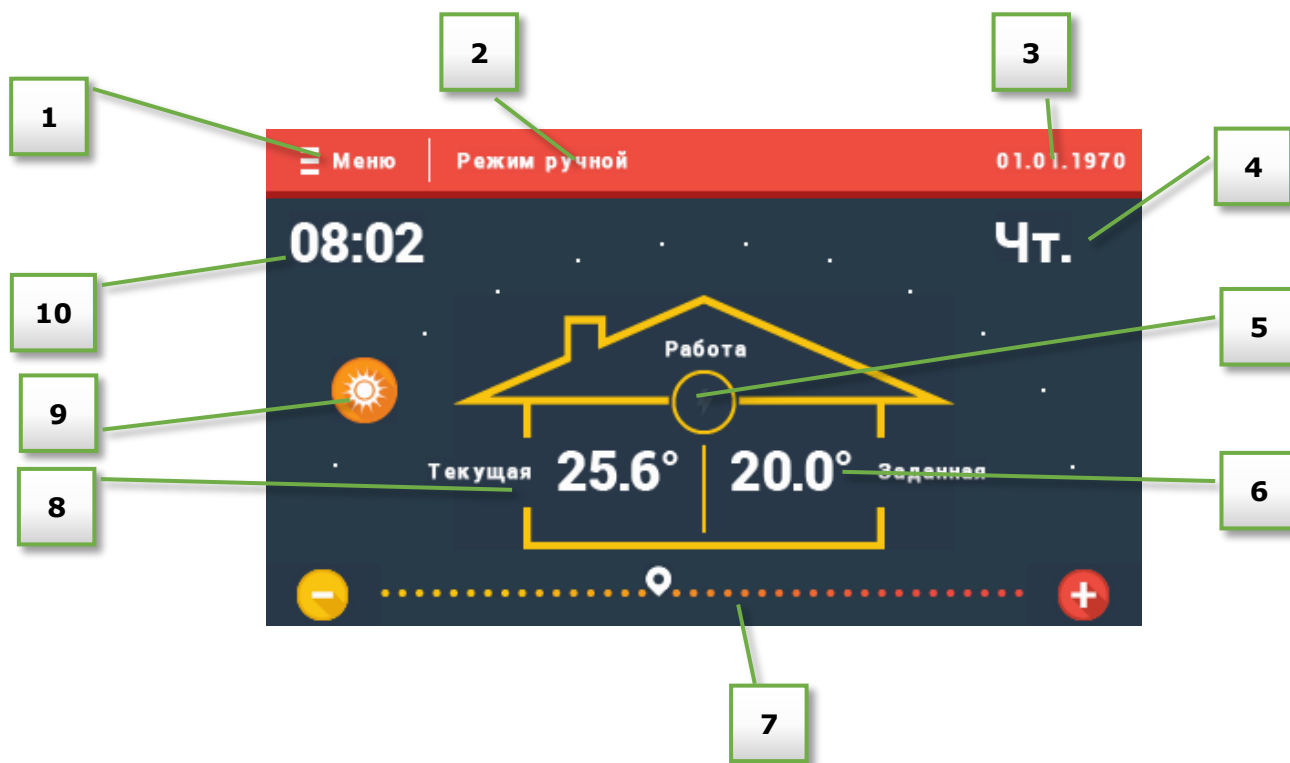 2
3
1
Меню
Режим ручной
01.01.1970
4
08:02
Чт.
10
Работа
5
9
Текущая
25.6°
20.0°
Заданная
8
6
−
+
7